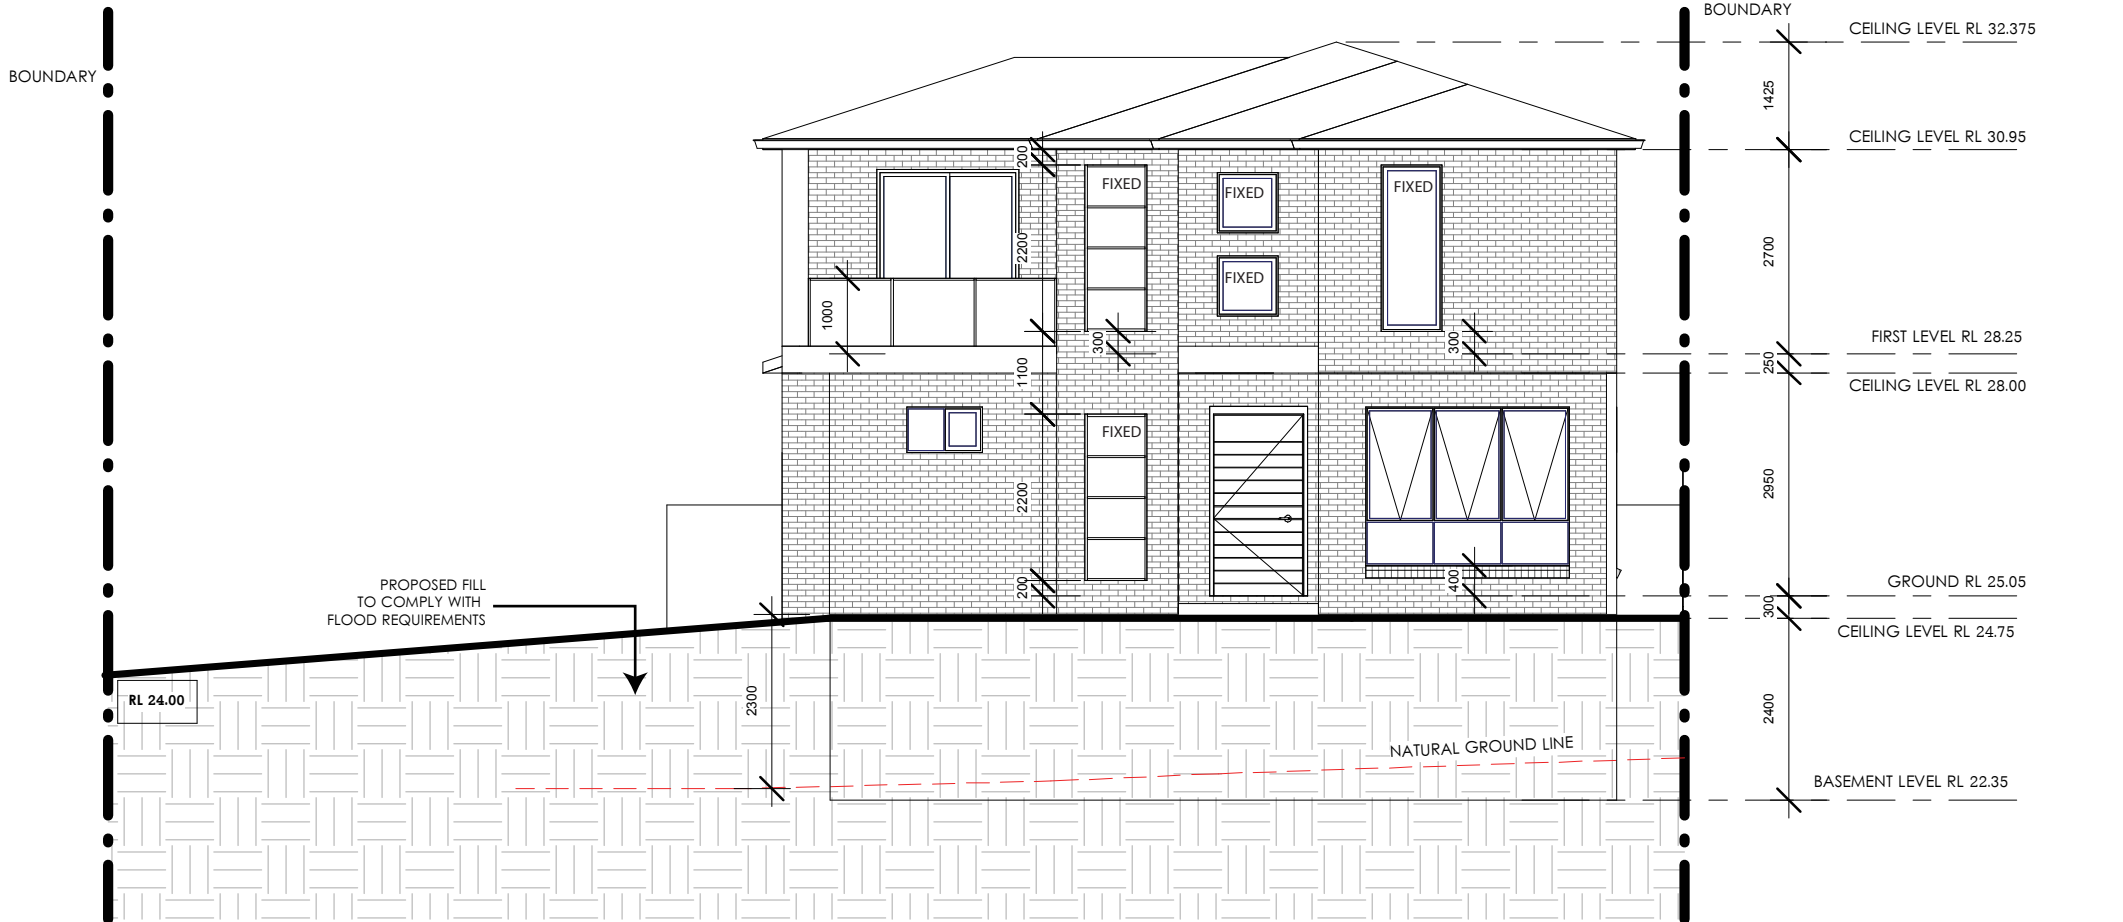 BOUNDARY
BOUNDARY
CEILING LEVEL RL 32.375
1425
CEILING LEVEL RL 30.95
200
FIXED
FIXED
FIXED
2200
2700
FIXED
1000
300
300
FIRST LEVEL RL 28.25
250
1100
CEILING LEVEL RL 28.00
FIXED
2200
2950
200
400
GROUND RL 25.05
300
CEILING LEVEL RL 24.75
PROPOSED FILL
TO COMPLY WITH
FLOOD REQUIREMENTS
RL 24.00
2300
2400
NATURAL GROUND LINE
BASEMENT LEVEL RL 22.35